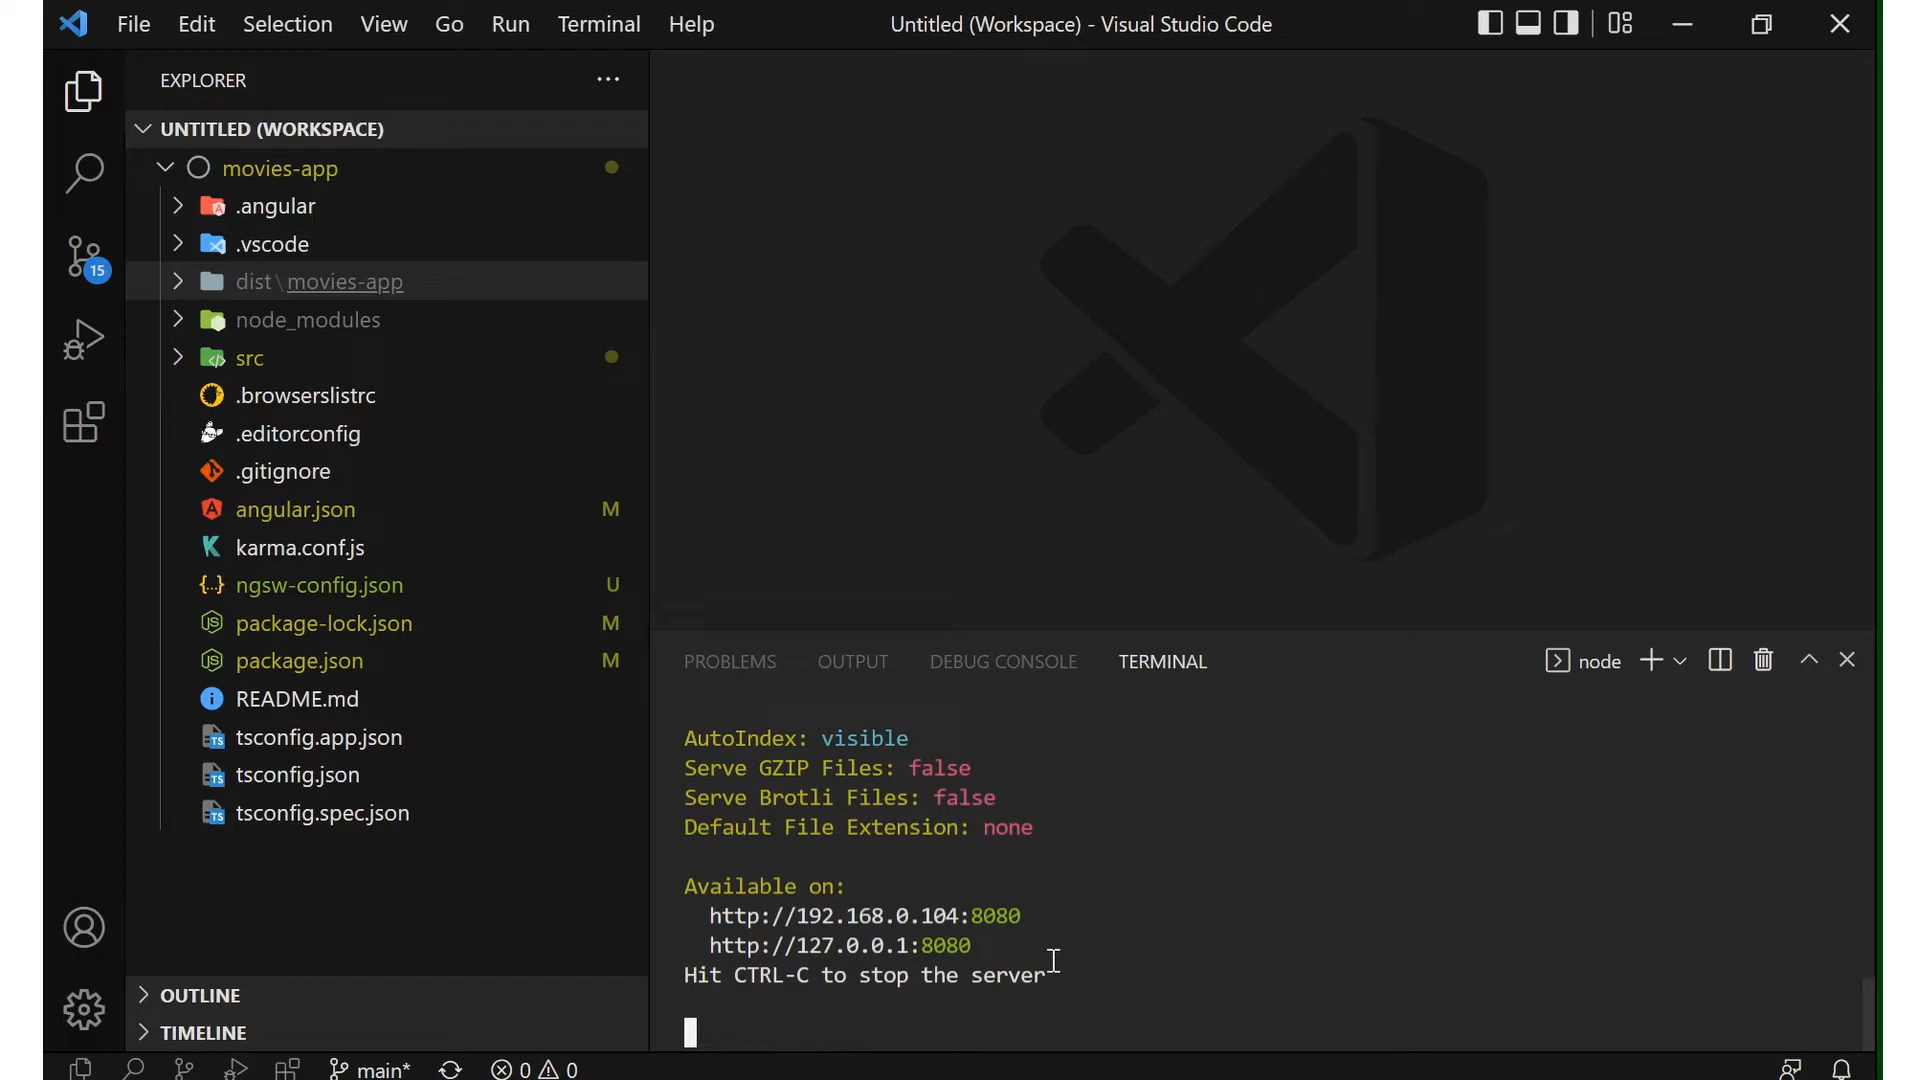 File Edit Selection View Go Run Terminal Help
Untitled (Workspace) - Visual Studio Code
EXPLORER
UNTITLED (WORKSPACE)
movies-app
.angular
.vscode
dist\movies-app
node_modules
src
.browserslistrc
.editorconfig
.gitignore
angular.json M
karma.conf.js
ngsw-config.json U
package-lock.json M
package.json M
README.md
tsconfig.app.json
tsconfig.json
tsconfig.spec.json
OUTLINE
TIMELINE
15
PROBLEMS OUTPUT DEBUG CONSOLE TERMINAL
node
AutoIndex: visible
Serve GZIP Files: false
Serve Brotli Files: false
Default File Extension: none
Available on:
http://192.168.0.104:8080
http://127.0.0.1:8080
Hit CTRL-C to stop the server
main* 0 0